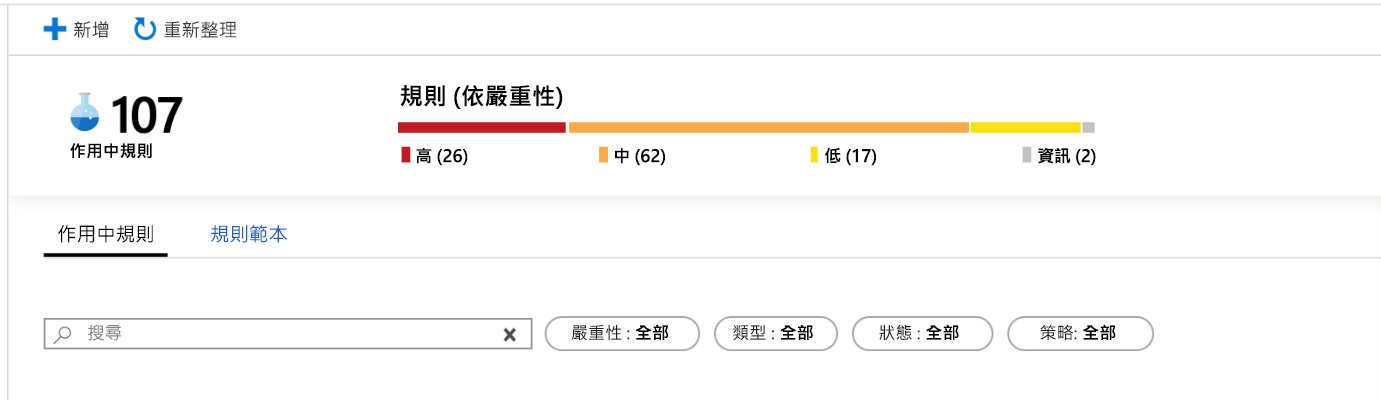 新增 重新整理
107
作用中規則
規則 (依嚴重性)
高 (26) 中 (62) 低 (17) 資訊 (2)
作用中規則 規則範本
搜尋 嚴重性 : 全部 類型 : 全部 狀態 : 全部 策略: 全部